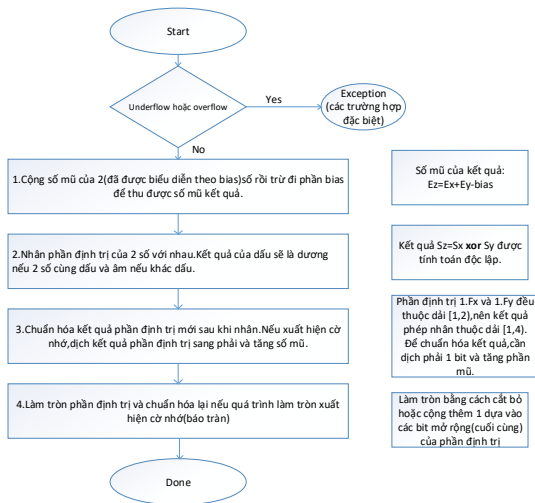 Start
Underflow hoặc overflow
Yes
Exception
(các trường hợp
đặc biệt)
No
1.Cộng số mũ của 2(đã được biểu diễn theo bias)số rồi trừ đi phần bias
để thu được số mũ kết quả.
Số mũ của kết quả:
Ez=Ex+Ey-bias
2.Nhân phần định trị của 2 số với nhau.Kết quả của dấu sẽ là dương
nếu 2 số cùng dấu và âm nếu khác dấu.
Kết quả Sz=Sx xor Sy được
tính toán độc lập.
3.Chuẩn hóa kết quả phần định trị mới sau khi nhân.Nếu xuất hiện cờ
nhớ,dịch kết quả phần định trị sang phải và tăng số mũ.
Phần định trị 1.Fx và 1.Fy đều
thuộc dải [1,2),nên kết quả
phép nhân thuộc dải [1,4).
Để chuẩn hóa kết quả,cần
dịch phải 1 bit và tăng phần
mũ.
4.Làm tròn phần định trị và chuẩn hóa lại nếu quá trình làm tròn xuất
hiện cờ nhớ(báo tràn)
Làm tròn bằng cách cắt bỏ
hoặc cộng thêm 1 dựa vào
các bit mở rộng(cuối cùng)
của phần định trị
Done